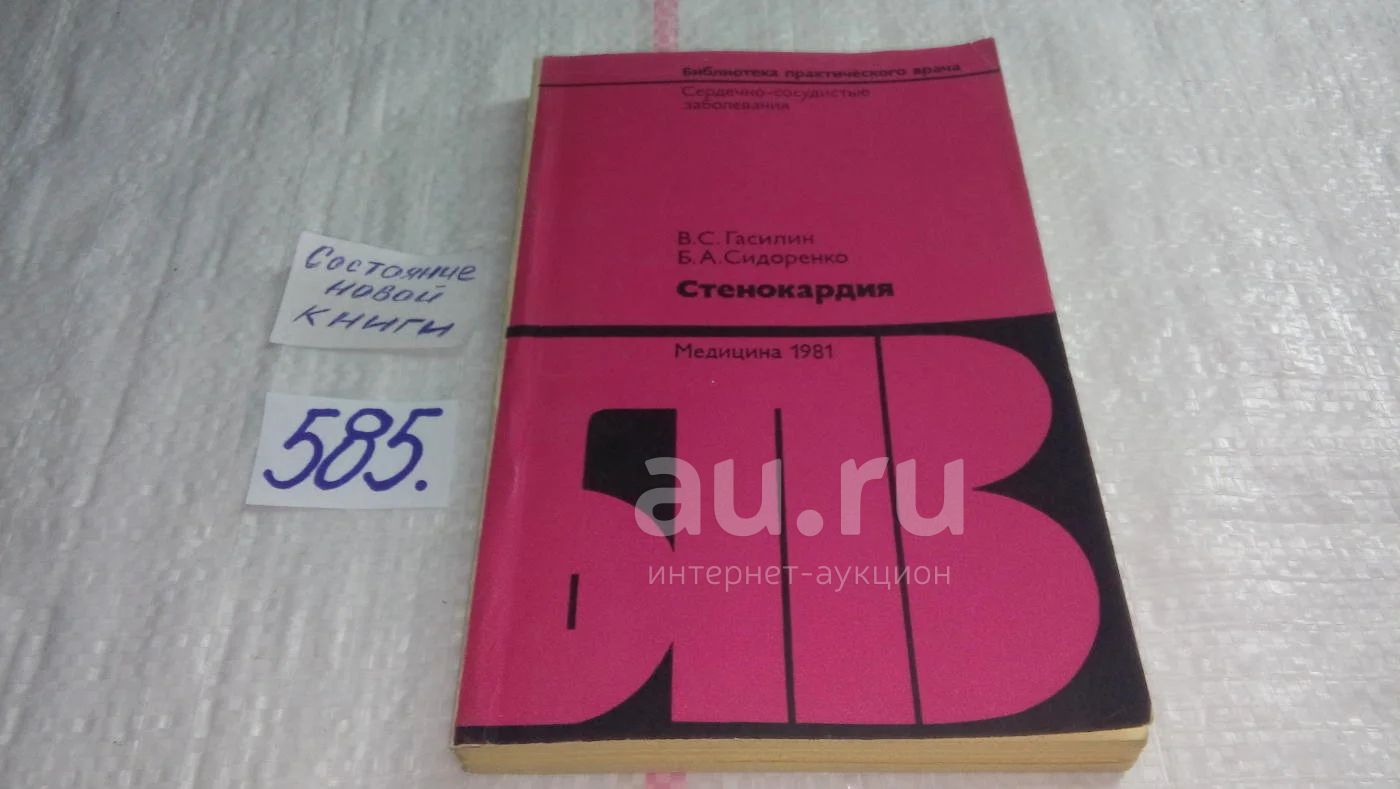 Библиотека практического врача
Сердечно-сосудистые
заболевания
В.С.Гасилин
Б.А.Сидоренко
Стенокардия
Медицина 1981
БПВ
Состояние
новой
книги
585.
au.ru
интернет-аукцион